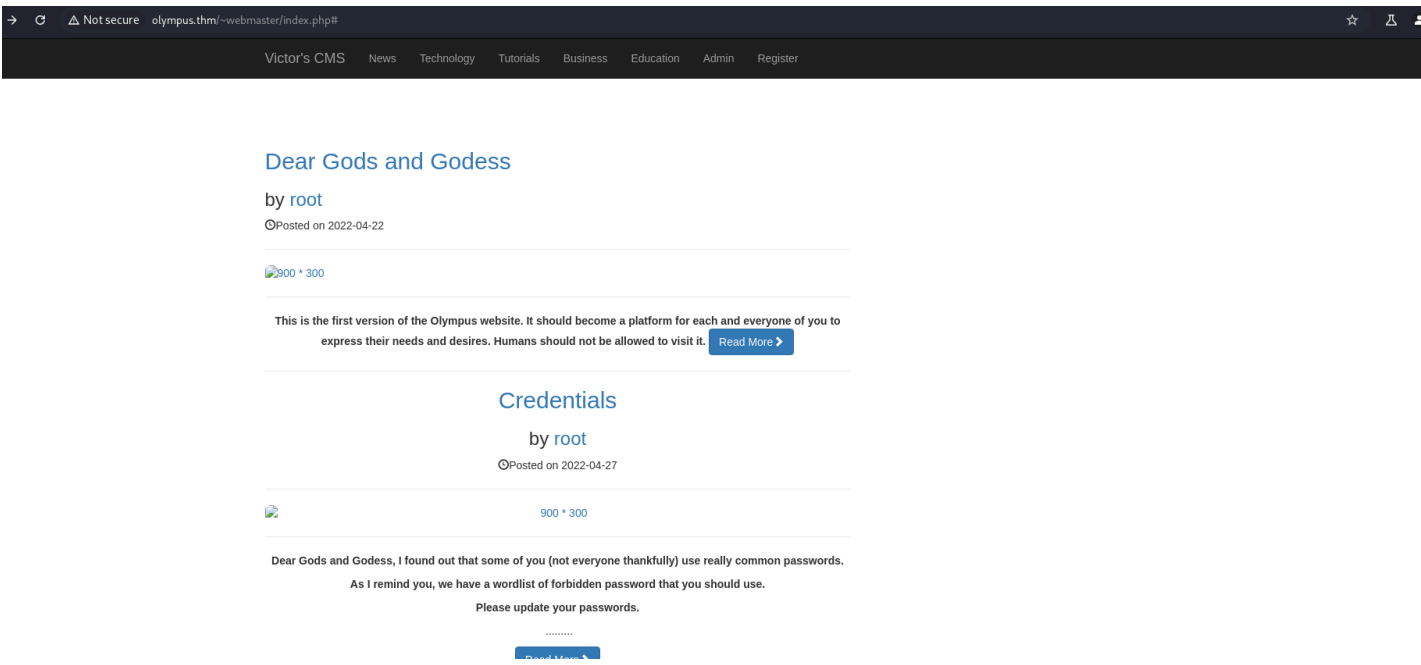 Not secure olympus.thm/~webmaster/index.php#
Victor's CMS News Technology Tutorials Business Education Admin Register
Dear Gods and Godess
by root
Posted on 2022-04-22
900 * 300
This is the first version of the Olympus website. It should become a platform for each and everyone of you to
express their needs and desires. Humans should not be allowed to visit it. Read More
Credentials
by root
Posted on 2022-04-27
900 * 300
Dear Gods and Godess, I found out that some of you (not everyone thankfully) use really common passwords.
As I remind you, we have a wordlist of forbidden password that you should use.
Please update your passwords.
.........
Read More